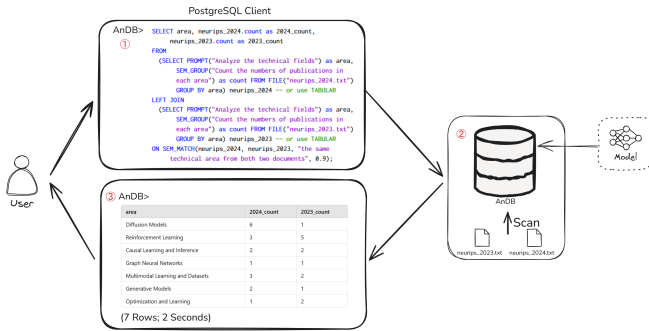 PostgreSQL Client
AnDB>
①
SELECT area, neurips_2024.count as 2024_count,
neurips_2023.count as 2023_count
FROM
(SELECT PROMPT("Analyze the technical fields") as area,
SEM_GROUP("Count the numbers of publications in
each area") as count FROM FILE("neurips_2024.txt")
GROUP BY area) neurips_2024 -- or use TABULAR
LEFT JOIN
(SELECT PROMPT("Analyze the technical fields") as area,
SEM_GROUP("Count the numbers of publications in
each area") as count FROM FILE("neurips_2023.txt")
GROUP BY area) neurips_2023 -- or use TABULAR
ON SEM_MATCH(neurips_2024, neurips_2023, "the same
technical area from both two documents", 0.9);
User
②
AnDB
Model
Scan
neurips_2023.txt neurips_2024.txt
③ AnDB>
area 2024_count 2023_count
Diffusion Models 6 1
Reinforcement Learning 3 5
Causal Learning and Inference 2 2
Graph Neural Networks 1 1
Multimodal Learning and Datasets 3 2
Generative Models 2 1
Optimization and Learning 1 2
(7 Rows; 2 Seconds)